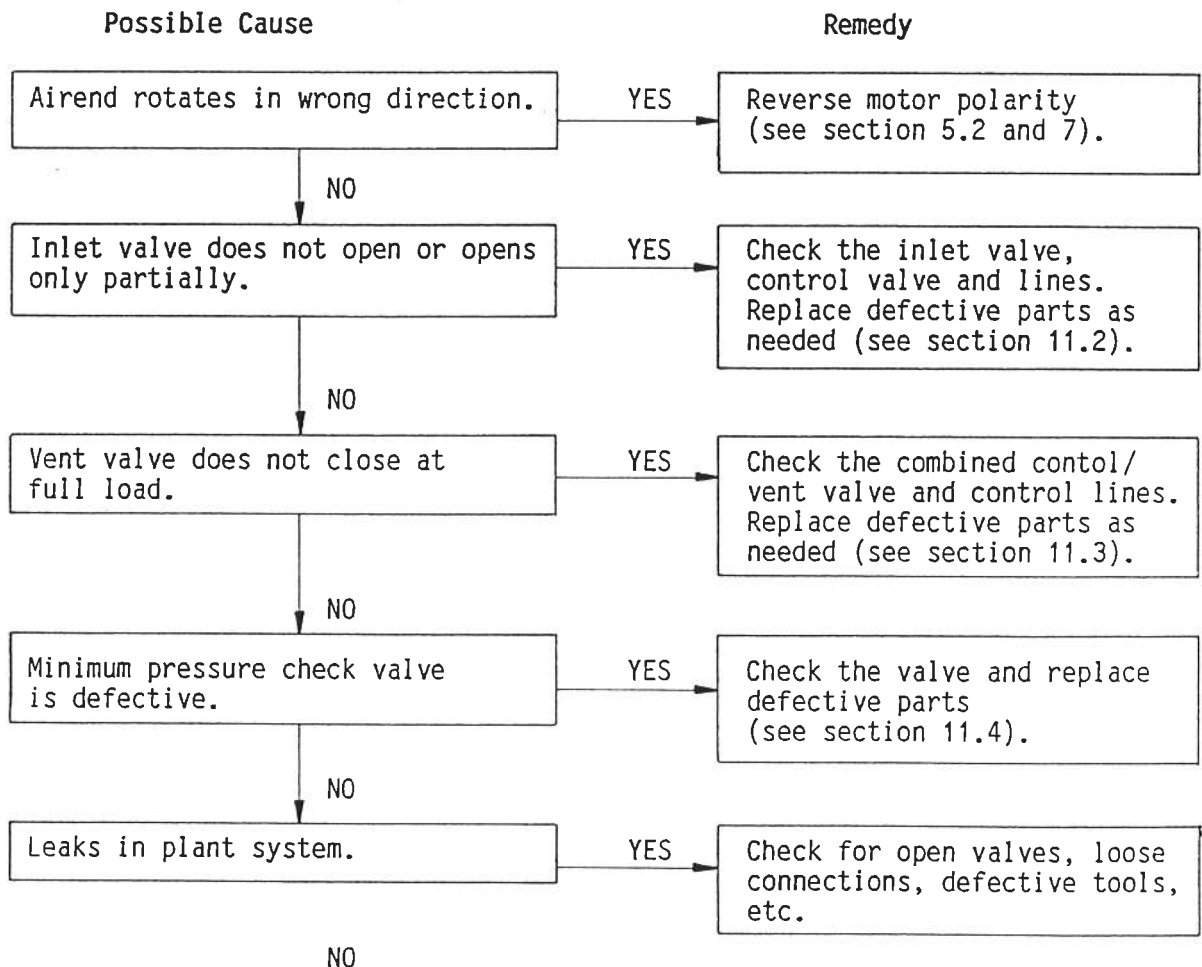 Possible Cause
Remedy
Airend rotates in wrong direction.
YES
Reverse motor polarity
(see section 5.2 and 7).
NO
Inlet valve does not open or opens
only partially.
YES
Check the inlet valve,
control valve and lines.
Replace defective parts as
needed (see section 11.2).
NO
Vent valve does not close at
full load.
YES
Check the combined contol/
vent valve and control lines.
Replace defective parts as
needed (see section 11.3).
NO
Minimum pressure check valve
is defective.
YES
Check the valve and replace
defective parts
(see section 11.4).
NO
Leaks in plant system.
YES
Check for open valves, loose
connections, defective tools,
etc.
NO